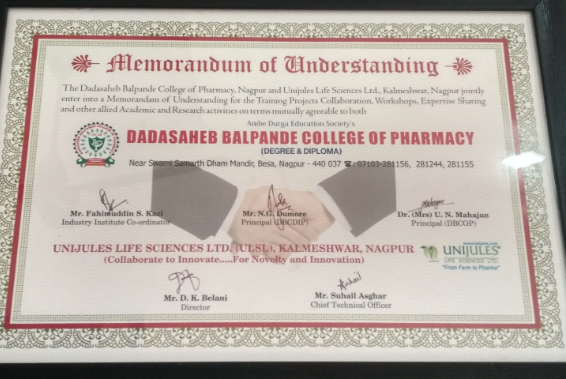 Memorandum of Understanding
The Dadasaheb Balpande College of Pharmacy, Nagpur and Unijules Life Sciences Ltd., Kalmeshwar, Nagpur jointly
enter into a Memorandam of Understanding for the Training Projects Collaboration, Workshops, Expertise Sharing
and other allied Academic and Research activities on terms mutually agreeable to both
Ambe Durga Education Society's
DADASAHEB BALPANDE COLLEGE OF PHARMACY
(DEGREE & DIPLOMA)
Near Swami Samarth Dham Mandir, Besa, Nagpur - 440 037 ☎: 07103-281156, 281244, 281155
Mr. Fahimuddin S. Kazi
Industry Institute Co-ordinator
Mr. N.G. Dumore
Principal (DBCDIP)
Dr. (Mrs) U. N. Mahajan
Principal (DBCOP)
UNIJULES LIFE SCIENCES LTD. (ULSL), KALMESHWAR, NAGPUR
(Collaborate to Innovate.....For Novelty and Innovation)
UNIJULES
LIFE SCIENCES LTD.
"From Farm to Pharma"
Mr. D. K. Belani
Director
Mr. Suhail Asghar
Chief Technical Officer